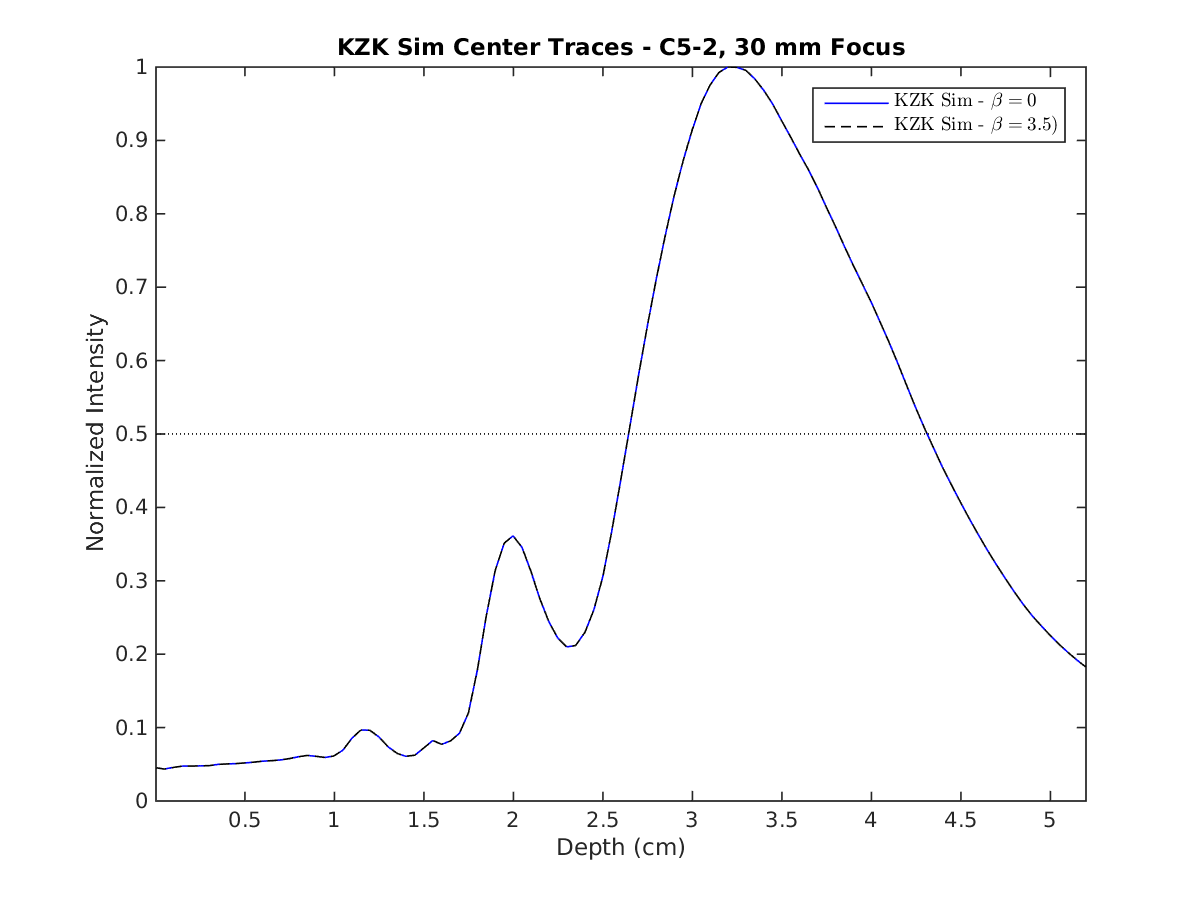 KZK Sim Center Traces - C5-2, 30 mm Focus
KZK Sim - β = 0
KZK Sim - β = 3.5)
1
0.9
0.8
0.7
0.6
0.5
0.4
0.3
0.2
0.1
0
Normalized Intensity
0.5 1 1.5 2 2.5 3 3.5 4 4.5 5
Depth (cm)